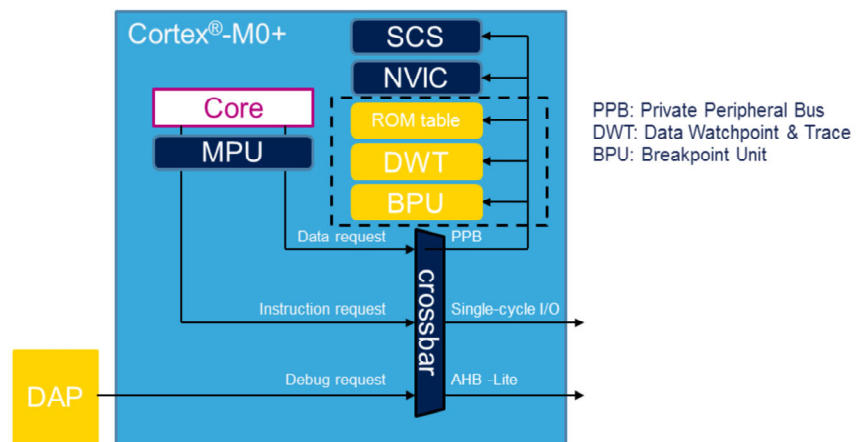 Cortex®-M0+
SCS
NVIC
Core
ROM table
MPU
DWT
BPU
PPB: Private Peripheral Bus
DWT: Data Watchpoint & Trace
BPU: Breakpoint Unit
Data request
PPB
crossbar
Instruction request
Single-cycle I/O
DAP
Debug request
AHB -Lite